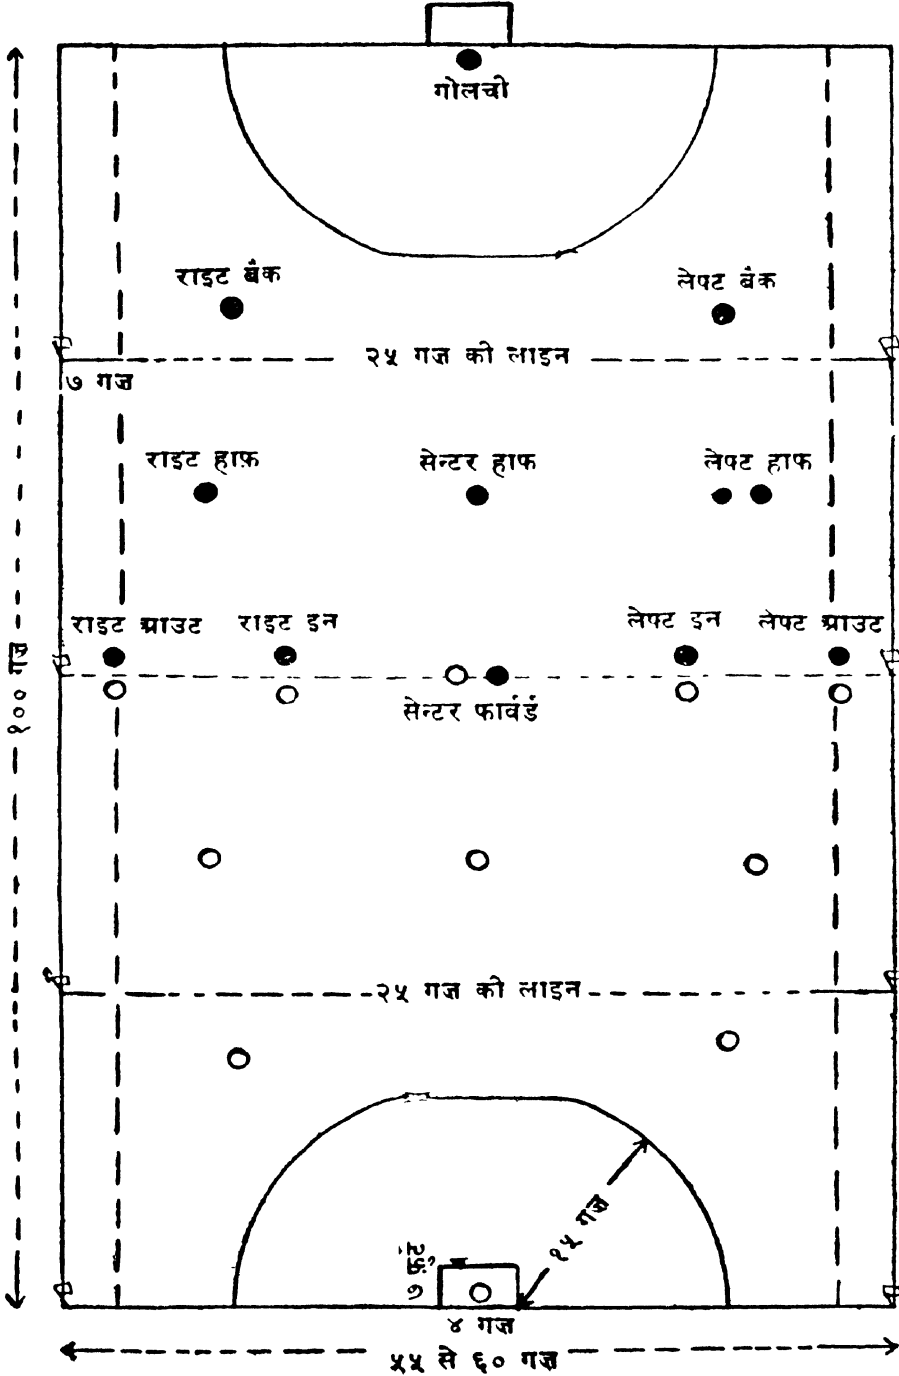 गोलची
राइट बैक
लेफ्ट बैक
२५ गज़ की लाइन
७ गज़
राइट हाफ़
सेन्टर हाफ
लेफ्ट हाफ
राइट आउट
राइट इन
लेफ्ट इन
लेफ्ट आउट
सेन्टर फार्वर्ड
१०० गज़
२५ गज़ की लाइन
१५ गज़
७
४ गज़
५५ से ६० गज़